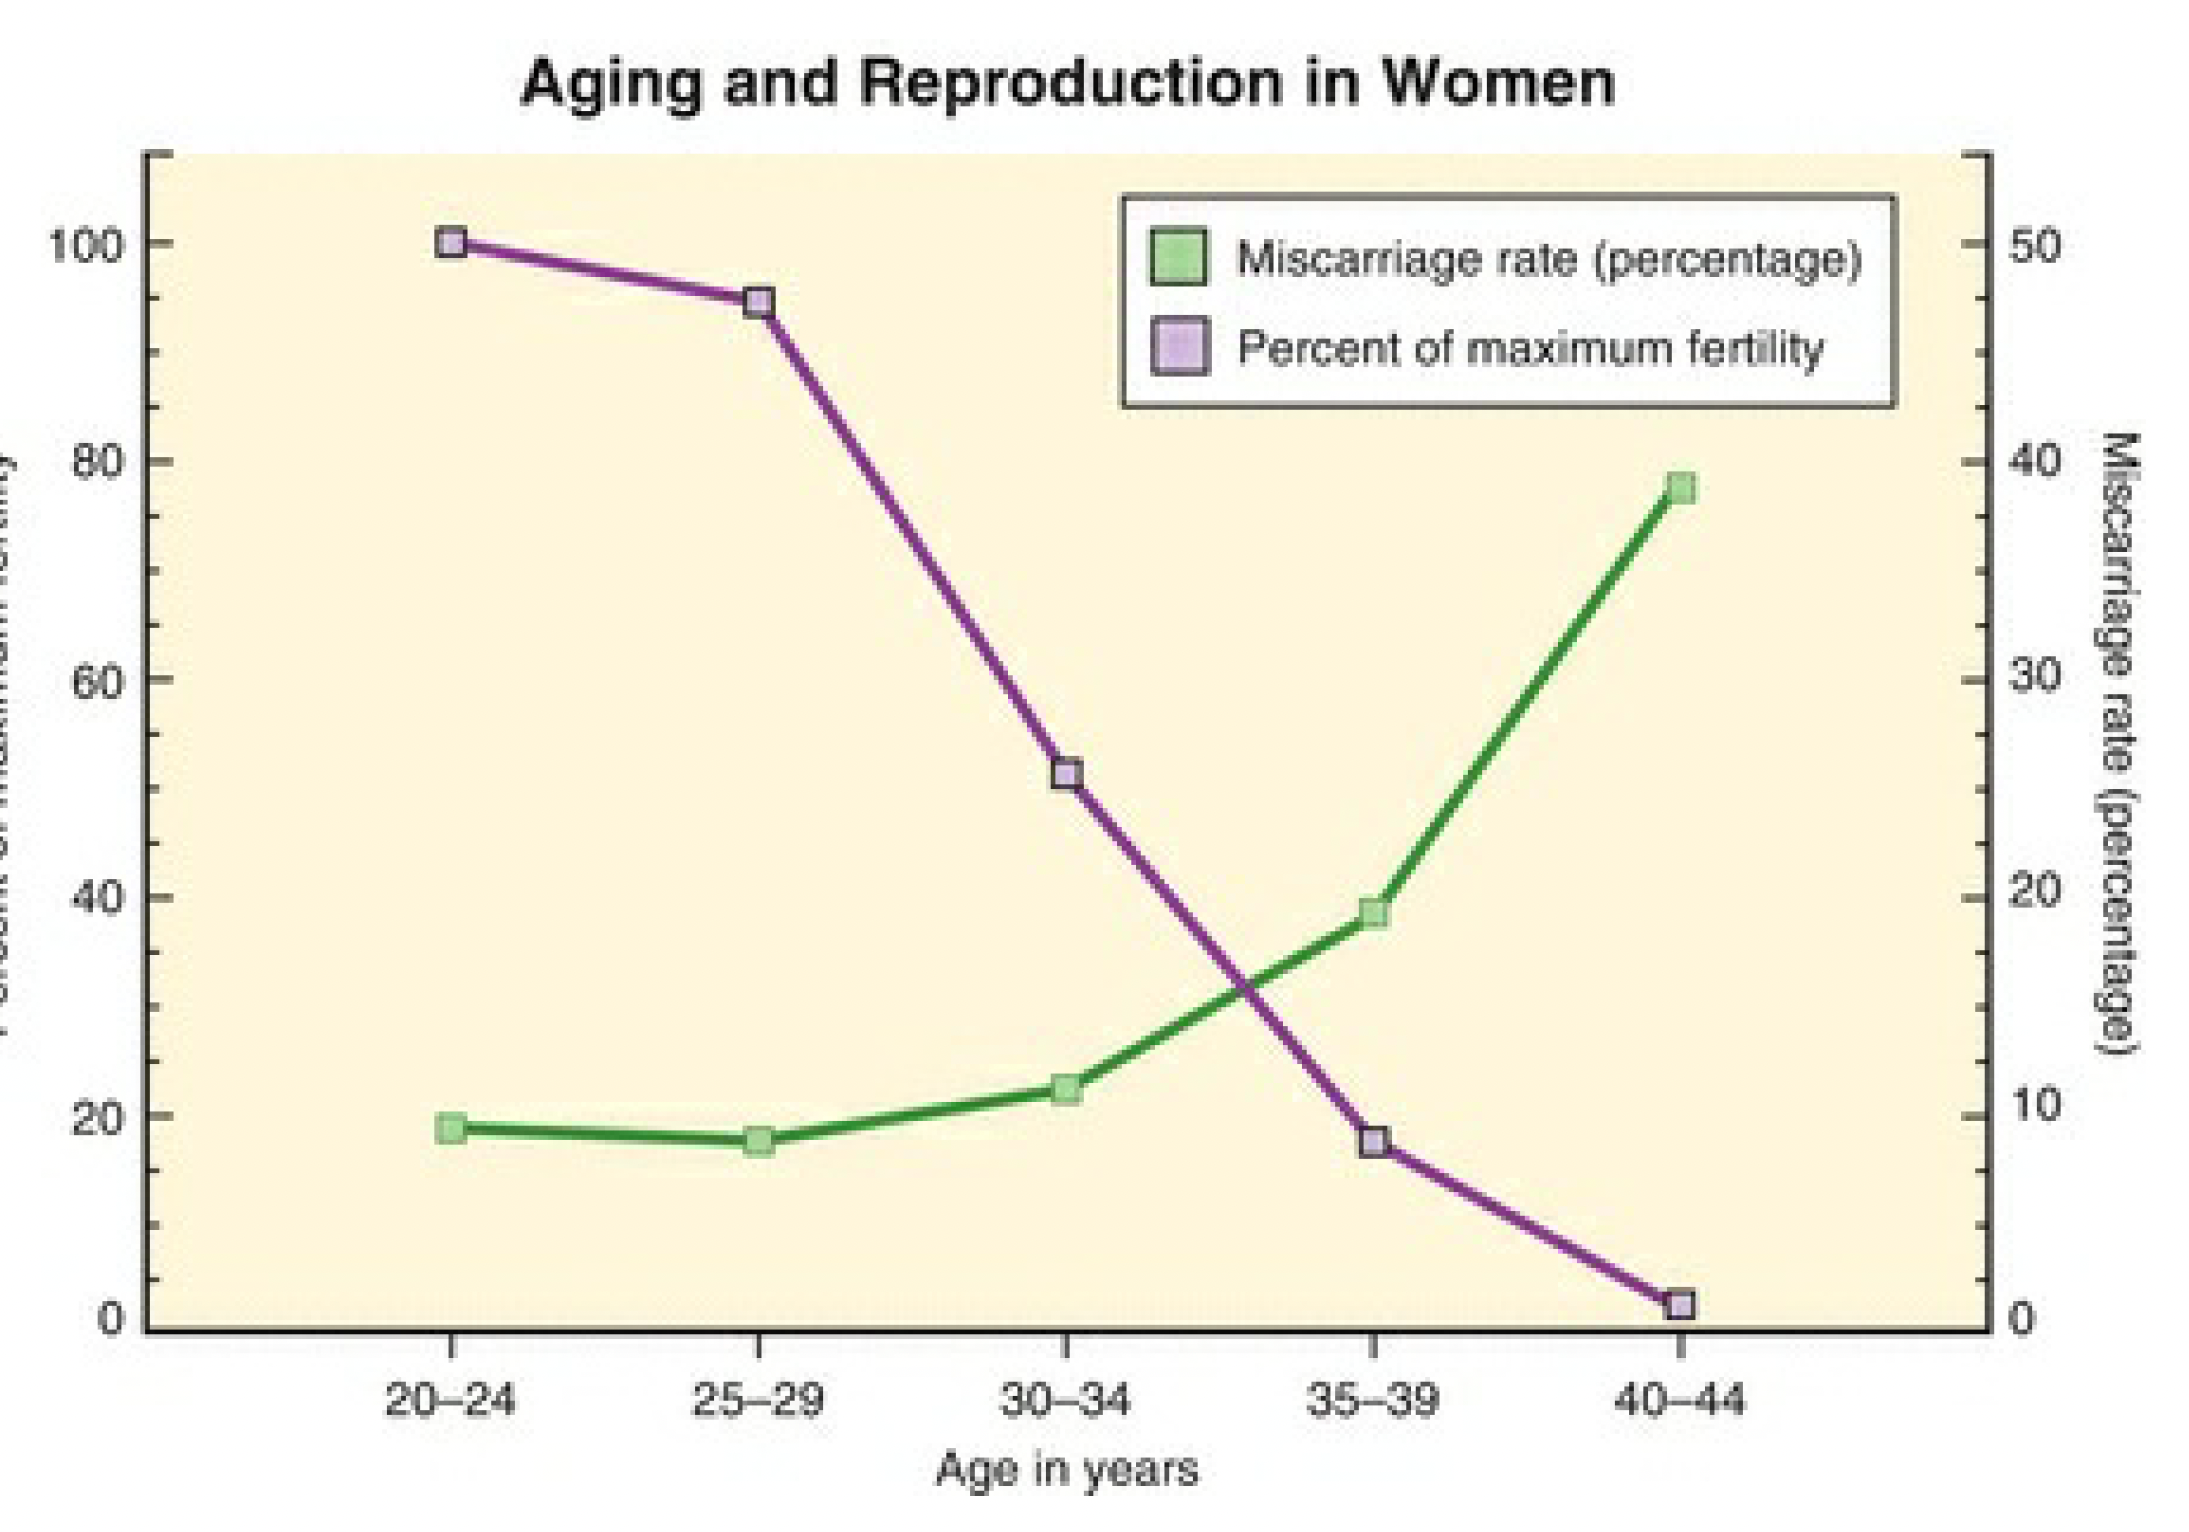 Aging and Reproduction in Women
100
80
60
40
20
0
Miscarriage rate (percentage)
Percent of maximum fertility
50
40
30
20
10
0
Miscarriage rate (percentage)
20–24 25–29 30–34 35–39 40–44
Age in years